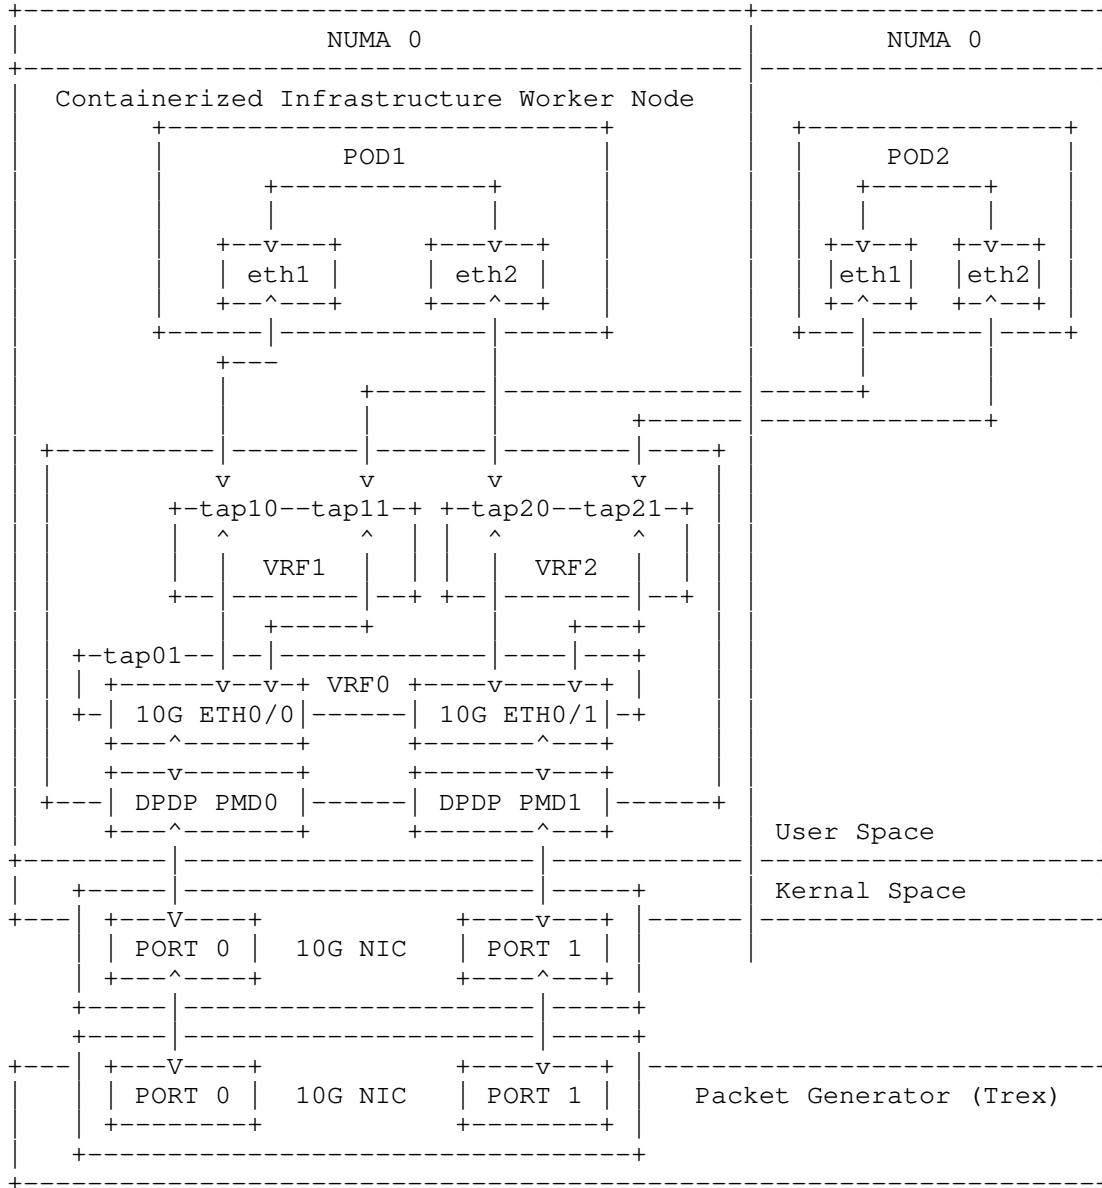 NUMA 0 NUMA 0
Containerized Infrastructure Worker Node
POD1 POD2
eth1 eth2 eth1 eth2
tap10 tap11 tap20 tap21
VRF1 VRF2
tap01
VRF0
10G ETH0/0 10G ETH0/1
DPDP PMD0 DPDP PMD1
User Space
Kernal Space
PORT 0 10G NIC PORT 1
PORT 0 10G NIC PORT 1 Packet Generator (Trex)